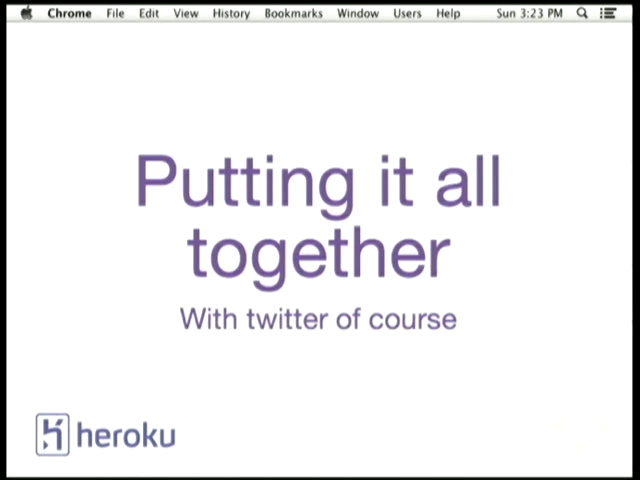 Chrome File Edit View History Bookmarks Window Users Help Sun 3:23 PM
Putting it all
together
With twitter of course
heroku